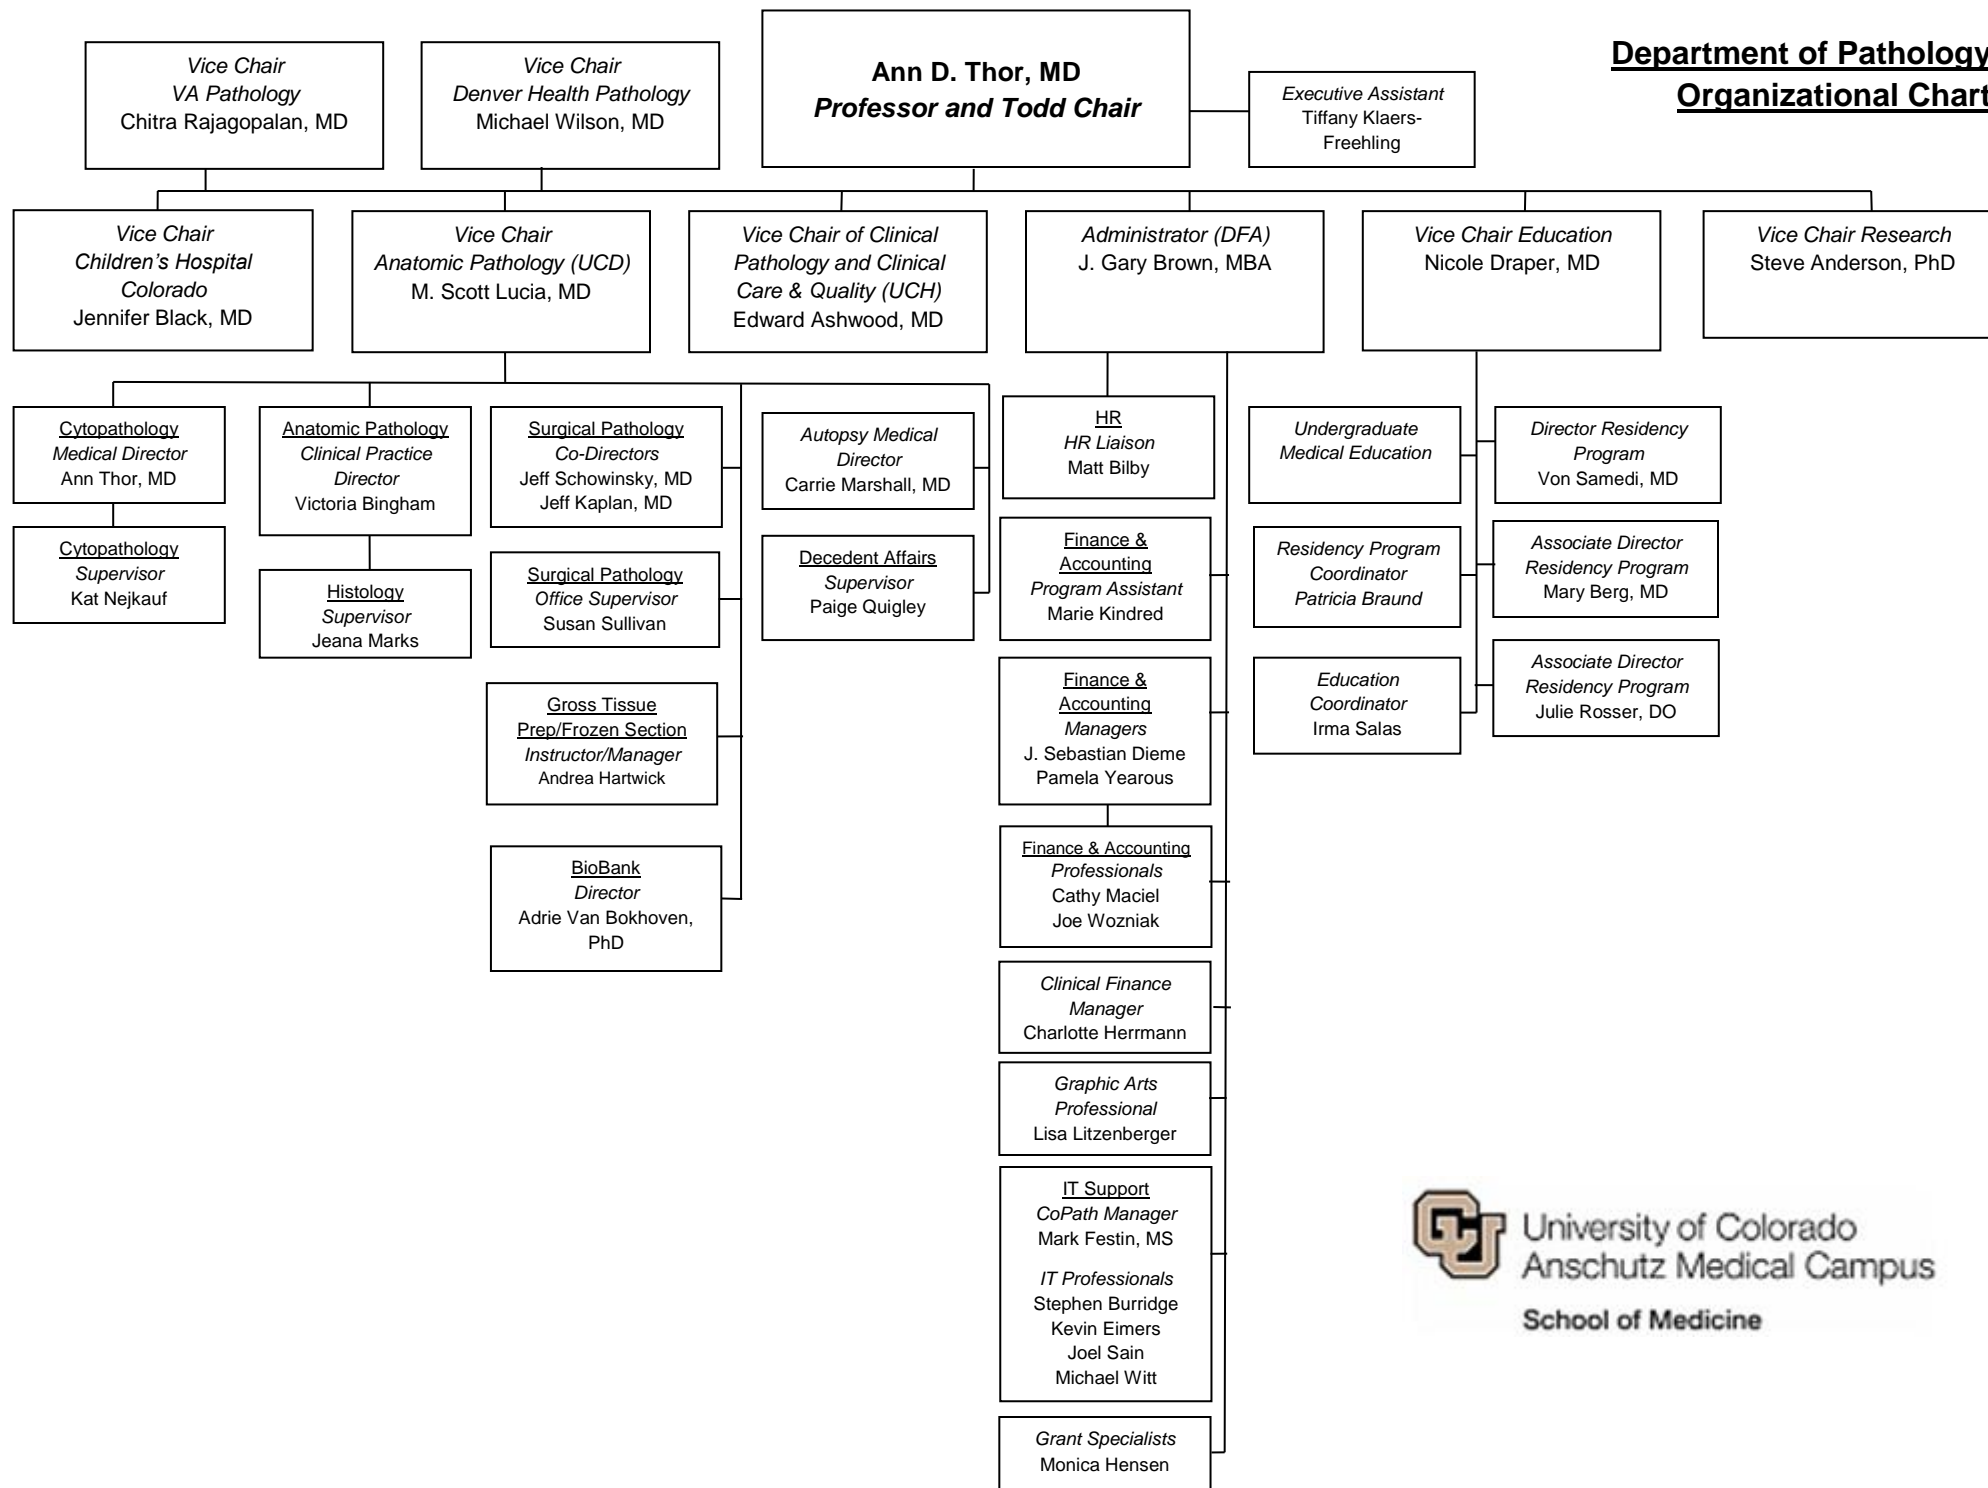 Department of Pathology
Organizational Chart
Vice Chair
VA Pathology
Chitra Rajagopalan, MD
Vice Chair
Denver Health Pathology
Michael Wilson, MD
Ann D. Thor, MD
Professor and Todd Chair
Executive Assistant
Tiffany Klaers-
Freehling
Vice Chair
Children's Hospital
Colorado
Jennifer Black, MD
Vice Chair
Anatomic Pathology (UCD)
M. Scott Lucia, MD
Vice Chair of Clinical
Pathology and Clinical
Care & Quality (UCH)
Edward Ashwood, MD
Administrator (DFA)
J. Gary Brown, MBA
Vice Chair Education
Nicole Draper, MD
Vice Chair Research
Steve Anderson, PhD
Cytopathology
Medical Director
Ann Thor, MD
Cytopathology
Supervisor
Kat Nejkauf
Anatomic Pathology
Clinical Practice
Director
Victoria Bingham
Histology
Supervisor
Jeana Marks
Surgical Pathology
Co-Directors
Jeff Schowinsky, MD
Jeff Kaplan, MD
Surgical Pathology
Office Supervisor
Susan Sullivan
Gross Tissue
Prep/Frozen Section
Instructor/Manager
Andrea Hartwick
BioBank
Director
Adrie Van Bokhoven,
PhD
Autopsy Medical
Director
Carrie Marshall, MD
Decedent Affairs
Supervisor
Paige Quigley
HR
HR Liaison
Matt Bilby
Finance &
Accounting
Program Assistant
Marie Kindred
Finance &
Accounting
Managers
J. Sebastian Dieme
Pamela Yearous
Finance & Accounting
Professionals
Cathy Maciel
Joe Wozniak
Clinical Finance
Manager
Charlotte Herrmann
Graphic Arts
Professional
Lisa Litzenberger
IT Support
CoPath Manager
Mark Festin, MS
IT Professionals
Stephen Burridge
Kevin Eimers
Joel Sain
Michael Witt
Grant Specialists
Monica Hensen
Undergraduate
Medical Education
Residency Program
Coordinator
Patricia Braund
Education
Coordinator
Irma Salas
Director Residency
Program
Von Samedi, MD
Associate Director
Residency Program
Mary Berg, MD
Associate Director
Residency Program
Julie Rosser, DO
CU
University of Colorado
Anschutz Medical Campus
School of Medicine